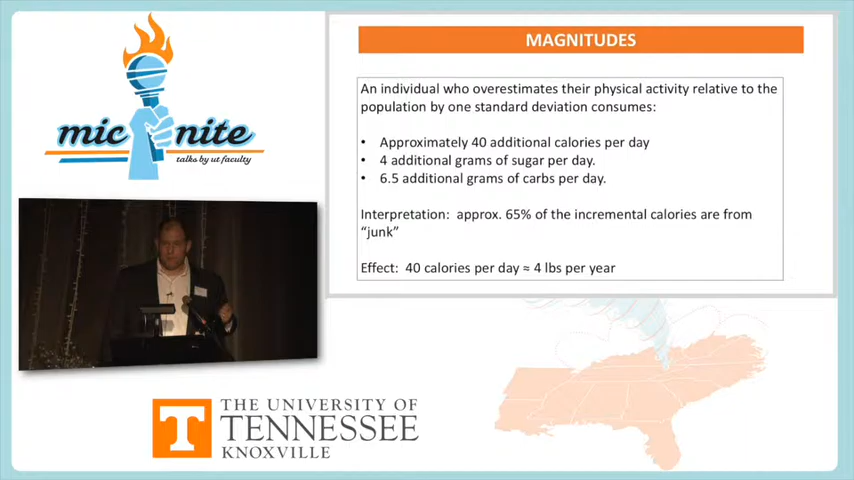 mic nite
talks by ut faculty
MAGNITUDES
An individual who overestimates their physical activity relative to the
population by one standard deviation consumes:
• Approximately 40 additional calories per day
• 4 additional grams of sugar per day.
• 6.5 additional grams of carbs per day.
Interpretation: approx. 65% of the incremental calories are from
“junk”
Effect: 40 calories per day ≈ 4 lbs per year
T
THE UNIVERSITY OF
TENNESSEE
KNOXVILLE